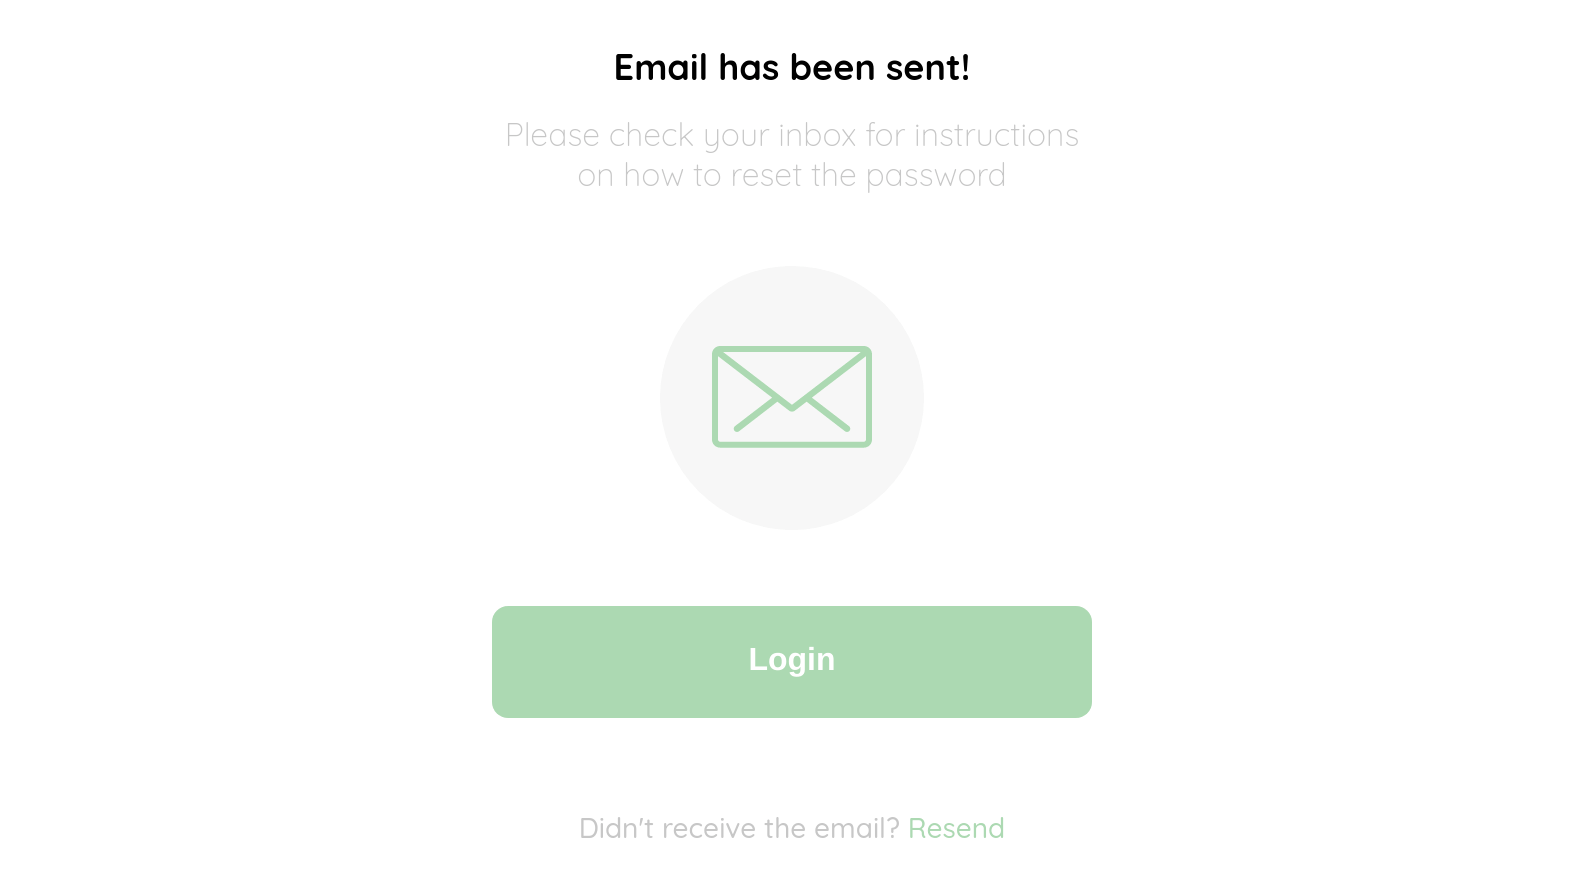 Email has been sent!
Please check your inbox for instructions
on how to reset the password
Login
Didn't receive the email? Resend